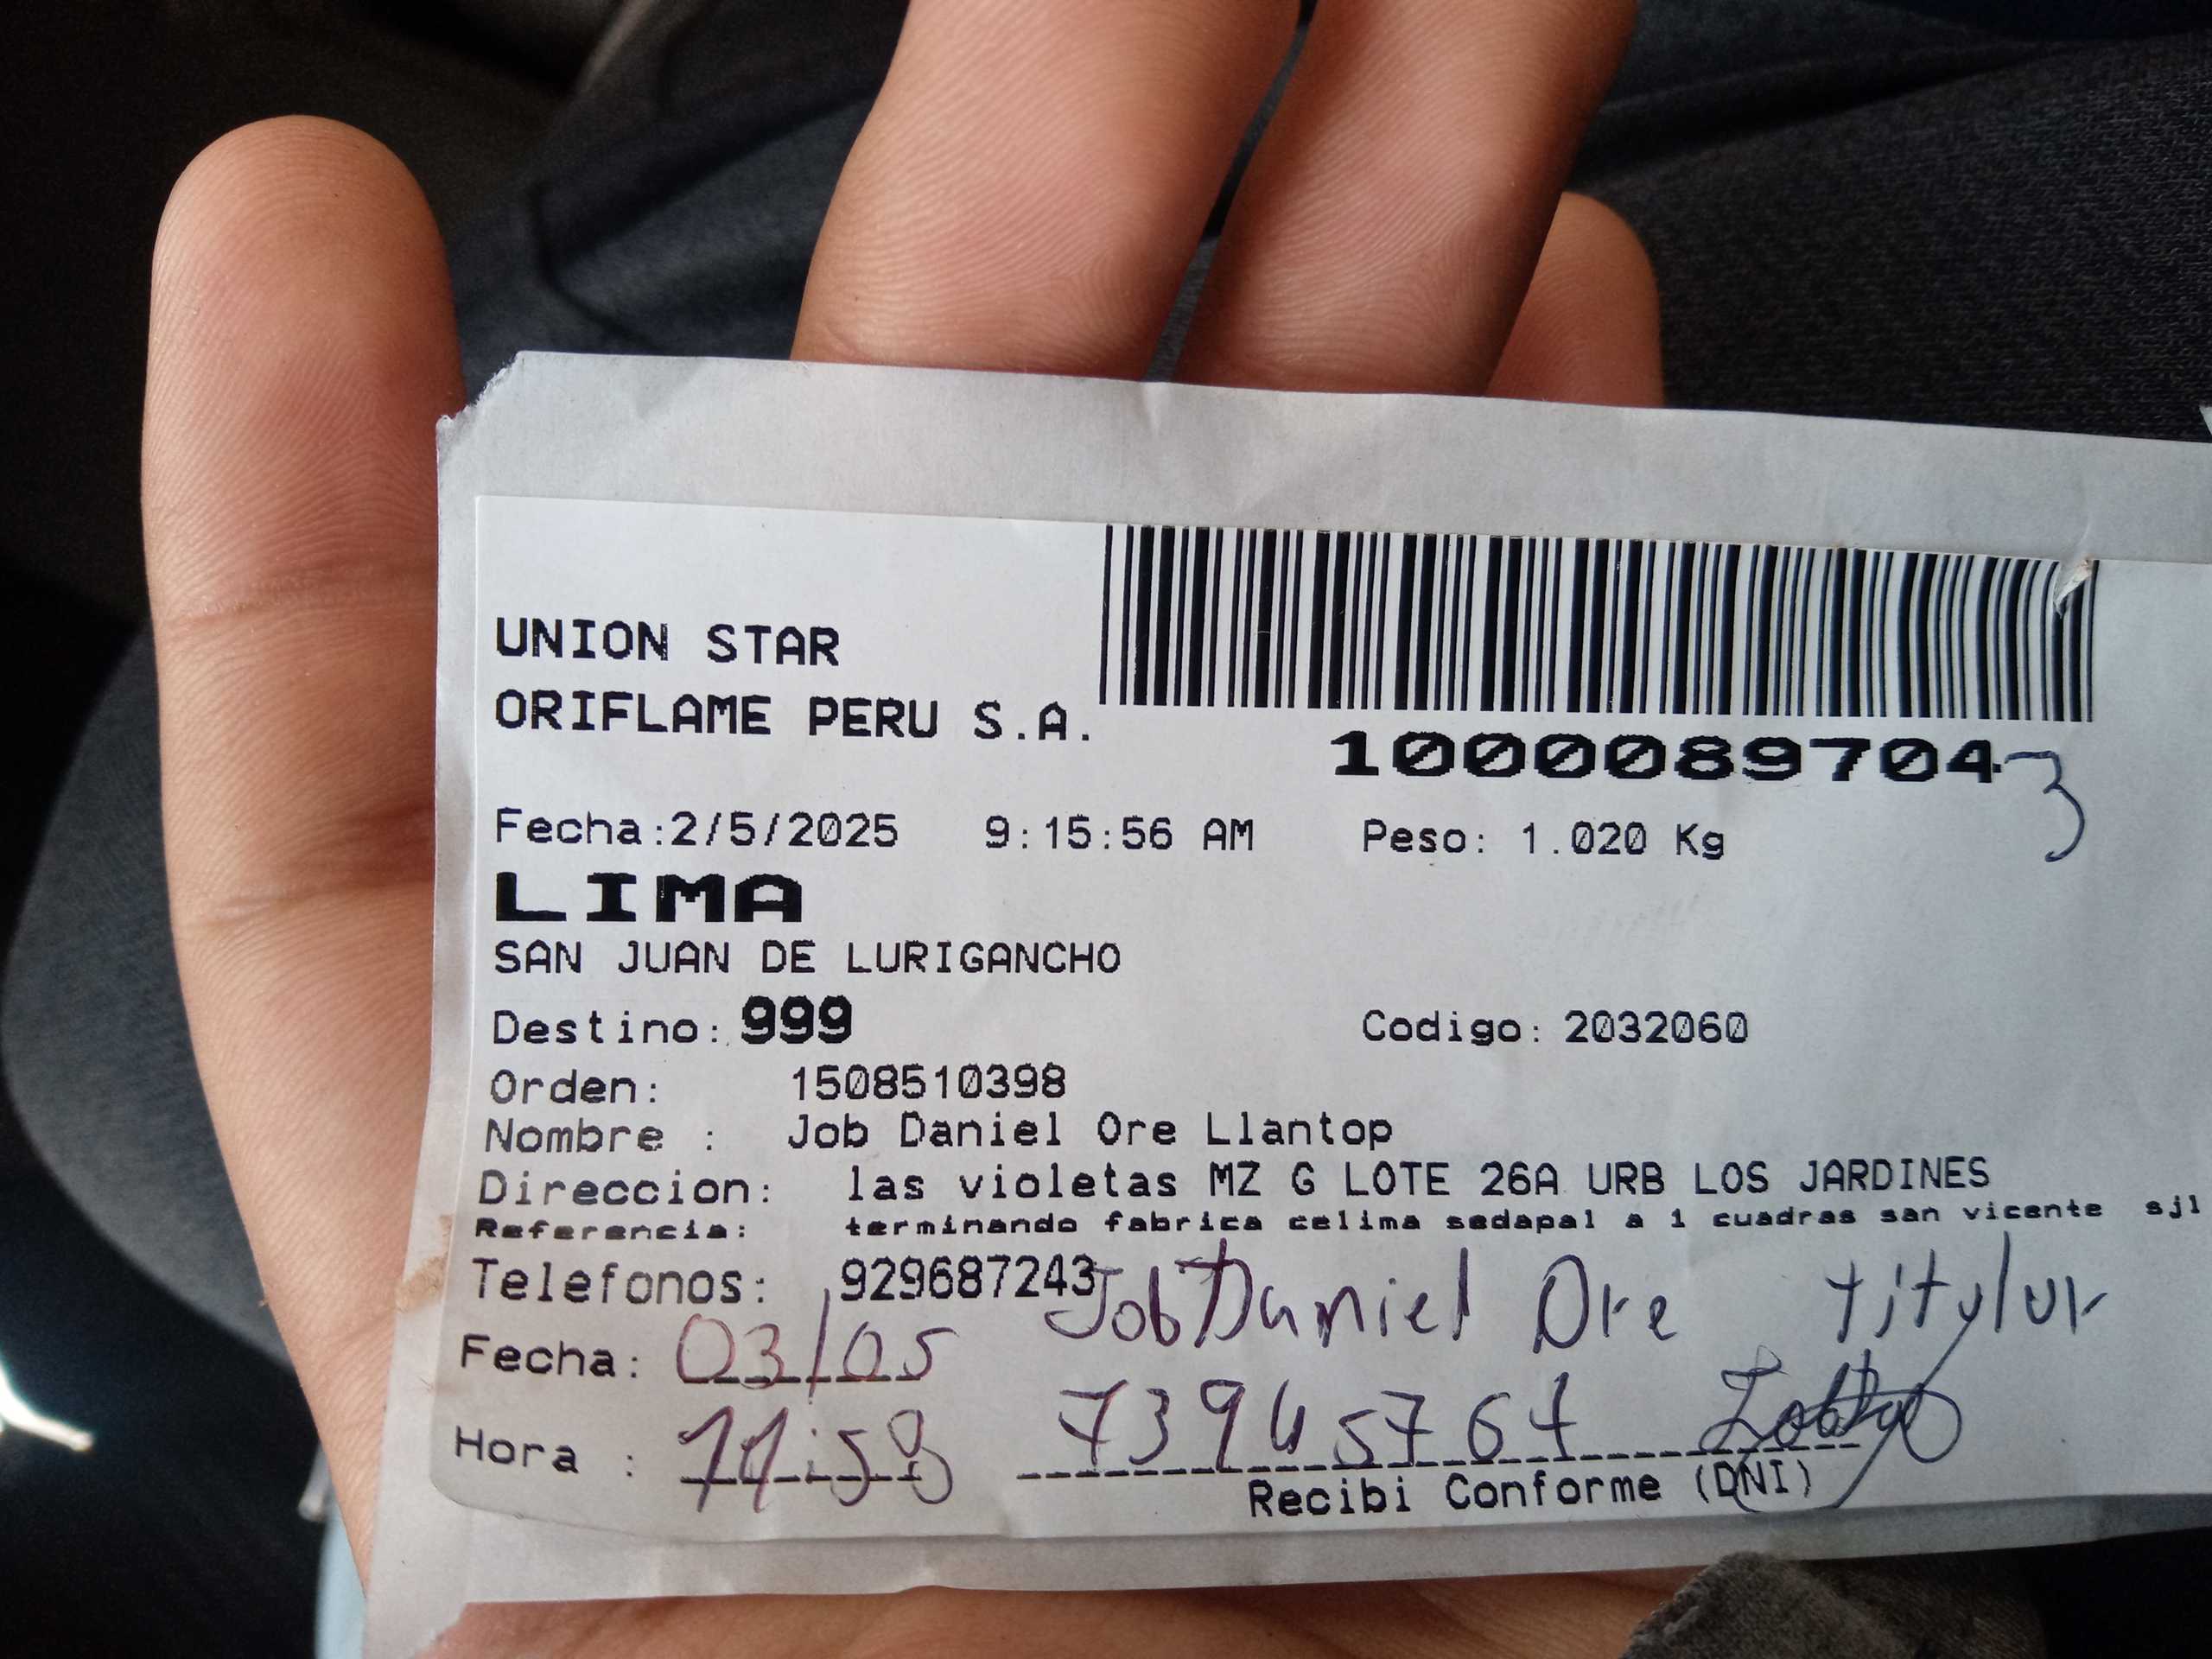 UNION STAR
ORIFLAME PERU S.A.
10000897043
Fecha:2/5/2025 9:15:56 AM Peso: 1.020 Kg
LIMA
SAN JUAN DE LURIGANCHO
Destino: 999 Codigo: 2032060
Orden: 1508510398
Nombre : Job Daniel Ore Llantop
Direccion: las violetas MZ G LOTE 26A URB LOS JARDINES
Referencia: terminando fabrica celima sedapal a 1 cuadras san vicente sjl
Telefonos: 929687243
Job Daniel Ore titular
Fecha: 03/05
Hora : 11:58
Recibi Conforme (DNI)